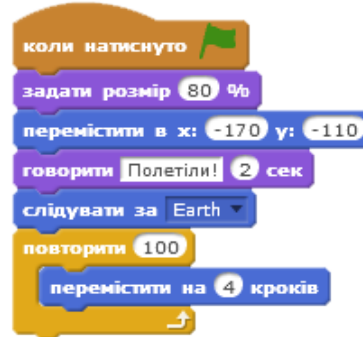 коли натиснуто
задати розмір 80 %
перемістити в x: -170 y: -110
говорити Полетіли! 2 сек
слідувати за Earth
повторити 100
перемістити на 4 кроків